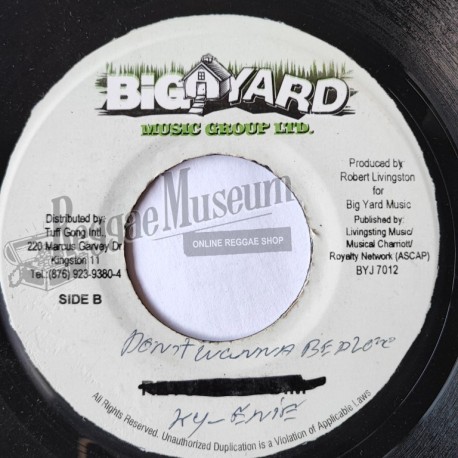 BIG YARD
MUSIC GROUP LTD.
Produced by:
Robert Livingston
for
Big Yard Music
Published by:
Livingsting Music/
Musical Charriott/
Royalty Network (ASCAP)
BYJ 7012
Reggae Museum
ONLINE REGGAE SHOP
Distributed by:
Tuff Gong Int'l
220 Marcus Garvey Dr
Kingston 11
Tel:(876) 923-9380-4
SIDE B
DON'T WANNA BE
KY-ENIE
All Rights Reserved. Unauthorized Duplication is a Violation of Applicable Laws